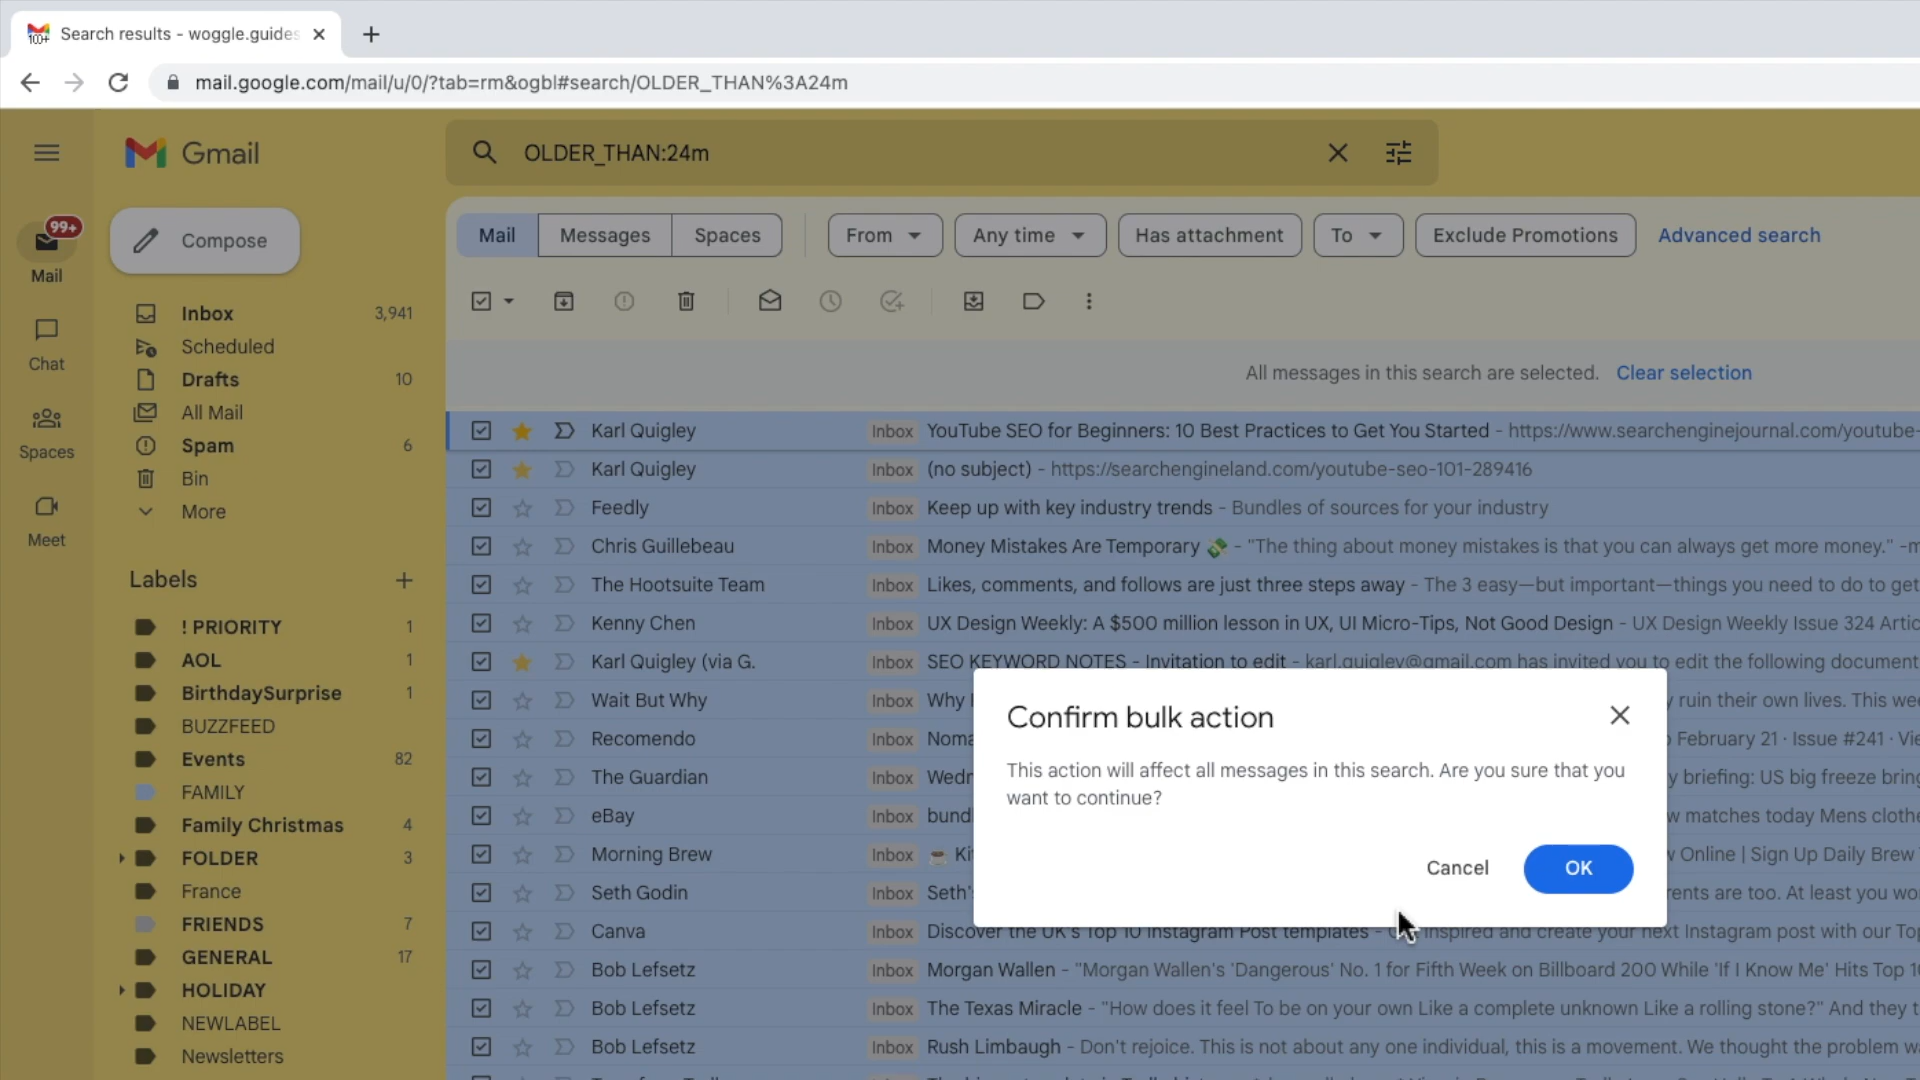 Search results - woggle.guides
mail.google.com/mail/u/0/?tab=rm&ogbl#search/OLDER_THAN%3A24m
Gmail
OLDER_THAN:24m
99+
Mail
Chat
Spaces
Meet
Compose
Inbox 3,941
Scheduled
Drafts 10
All Mail
Spam 6
Bin
More
Labels
! PRIORITY 1
AOL 1
BirthdaySurprise 1
BUZZFEED
Events 82
FAMILY
Family Christmas 4
FOLDER 3
France
FRIENDS 7
GENERAL 17
HOLIDAY
NEWLABEL
Newsletters
Mail Messages Spaces From Any time Has attachment To Exclude Promotions Advanced search
All messages in this search are selected. Clear selection
Karl Quigley Inbox YouTube SEO for Beginners: 10 Best Practices to Get You Started - https://www.searchenginejournal.com/youtube-
Karl Quigley Inbox (no subject) - https://searchengineland.com/youtube-seo-101-289416
Feedly Inbox Keep up with key industry trends - Bundles of sources for your industry
Chris Guillebeau Inbox Money Mistakes Are Temporary 💸 - "The thing about money mistakes is that you can always get more money." -m
The Hootsuite Team Inbox Likes, comments, and follows are just three steps away - The 3 easy—but important—things you need to do to get
Kenny Chen Inbox UX Design Weekly: A $500 million lesson in UX, UI Micro-Tips, Not Good Design - UX Design Weekly Issue 324 Artic
Karl Quigley (via G. Inbox SEO KEYWORD NOTES - Invitation to edit - karl.quigley@gmail.com has invited you to edit the following document
Wait But Why Inbox Why ruin their own lives. This wee
Recomendo Inbox Noma February 21 · Issue #241 · Vie
The Guardian Inbox Wedn y briefing: US big freeze bring
eBay Inbox bund w matches today Mens clothe
Morning Brew Inbox ☕ Ki Online | Sign Up Daily Brew
Seth Godin Inbox Seth' rents are too. At least you wo
Canva Inbox Discover the UK's Top 10 Instagram Post templates - inspired and create your next Instagram post with our Top
Bob Lefsetz Inbox Morgan Wallen - "Morgan Wallen's 'Dangerous' No. 1 for Fifth Week on Billboard 200 While 'If I Know Me' Hits Top 1
Bob Lefsetz Inbox The Texas Miracle - "How does it feel To be on your own Like a complete unknown Like a rolling stone?" And they t
Bob Lefsetz Inbox Rush Limbaugh - Don't rejoice. This is not about any one individual, this is a movement. We thought the problem w
Confirm bulk action
This action will affect all messages in this search. Are you sure that you
want to continue?
Cancel OK